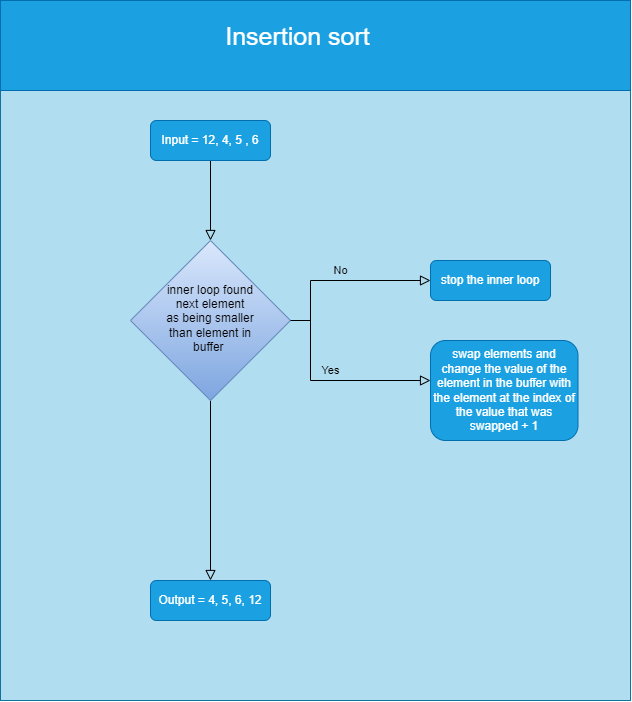 Insertion sort
Input = 12, 4, 5 , 6
inner loop found
next element
as being smaller
than element in
buffer
No
stop the inner loop
Yes
swap elements and
change the value of the
element in the buffer with
the element at the index of
the value that was
swapped + 1
Output = 4, 5, 6, 12